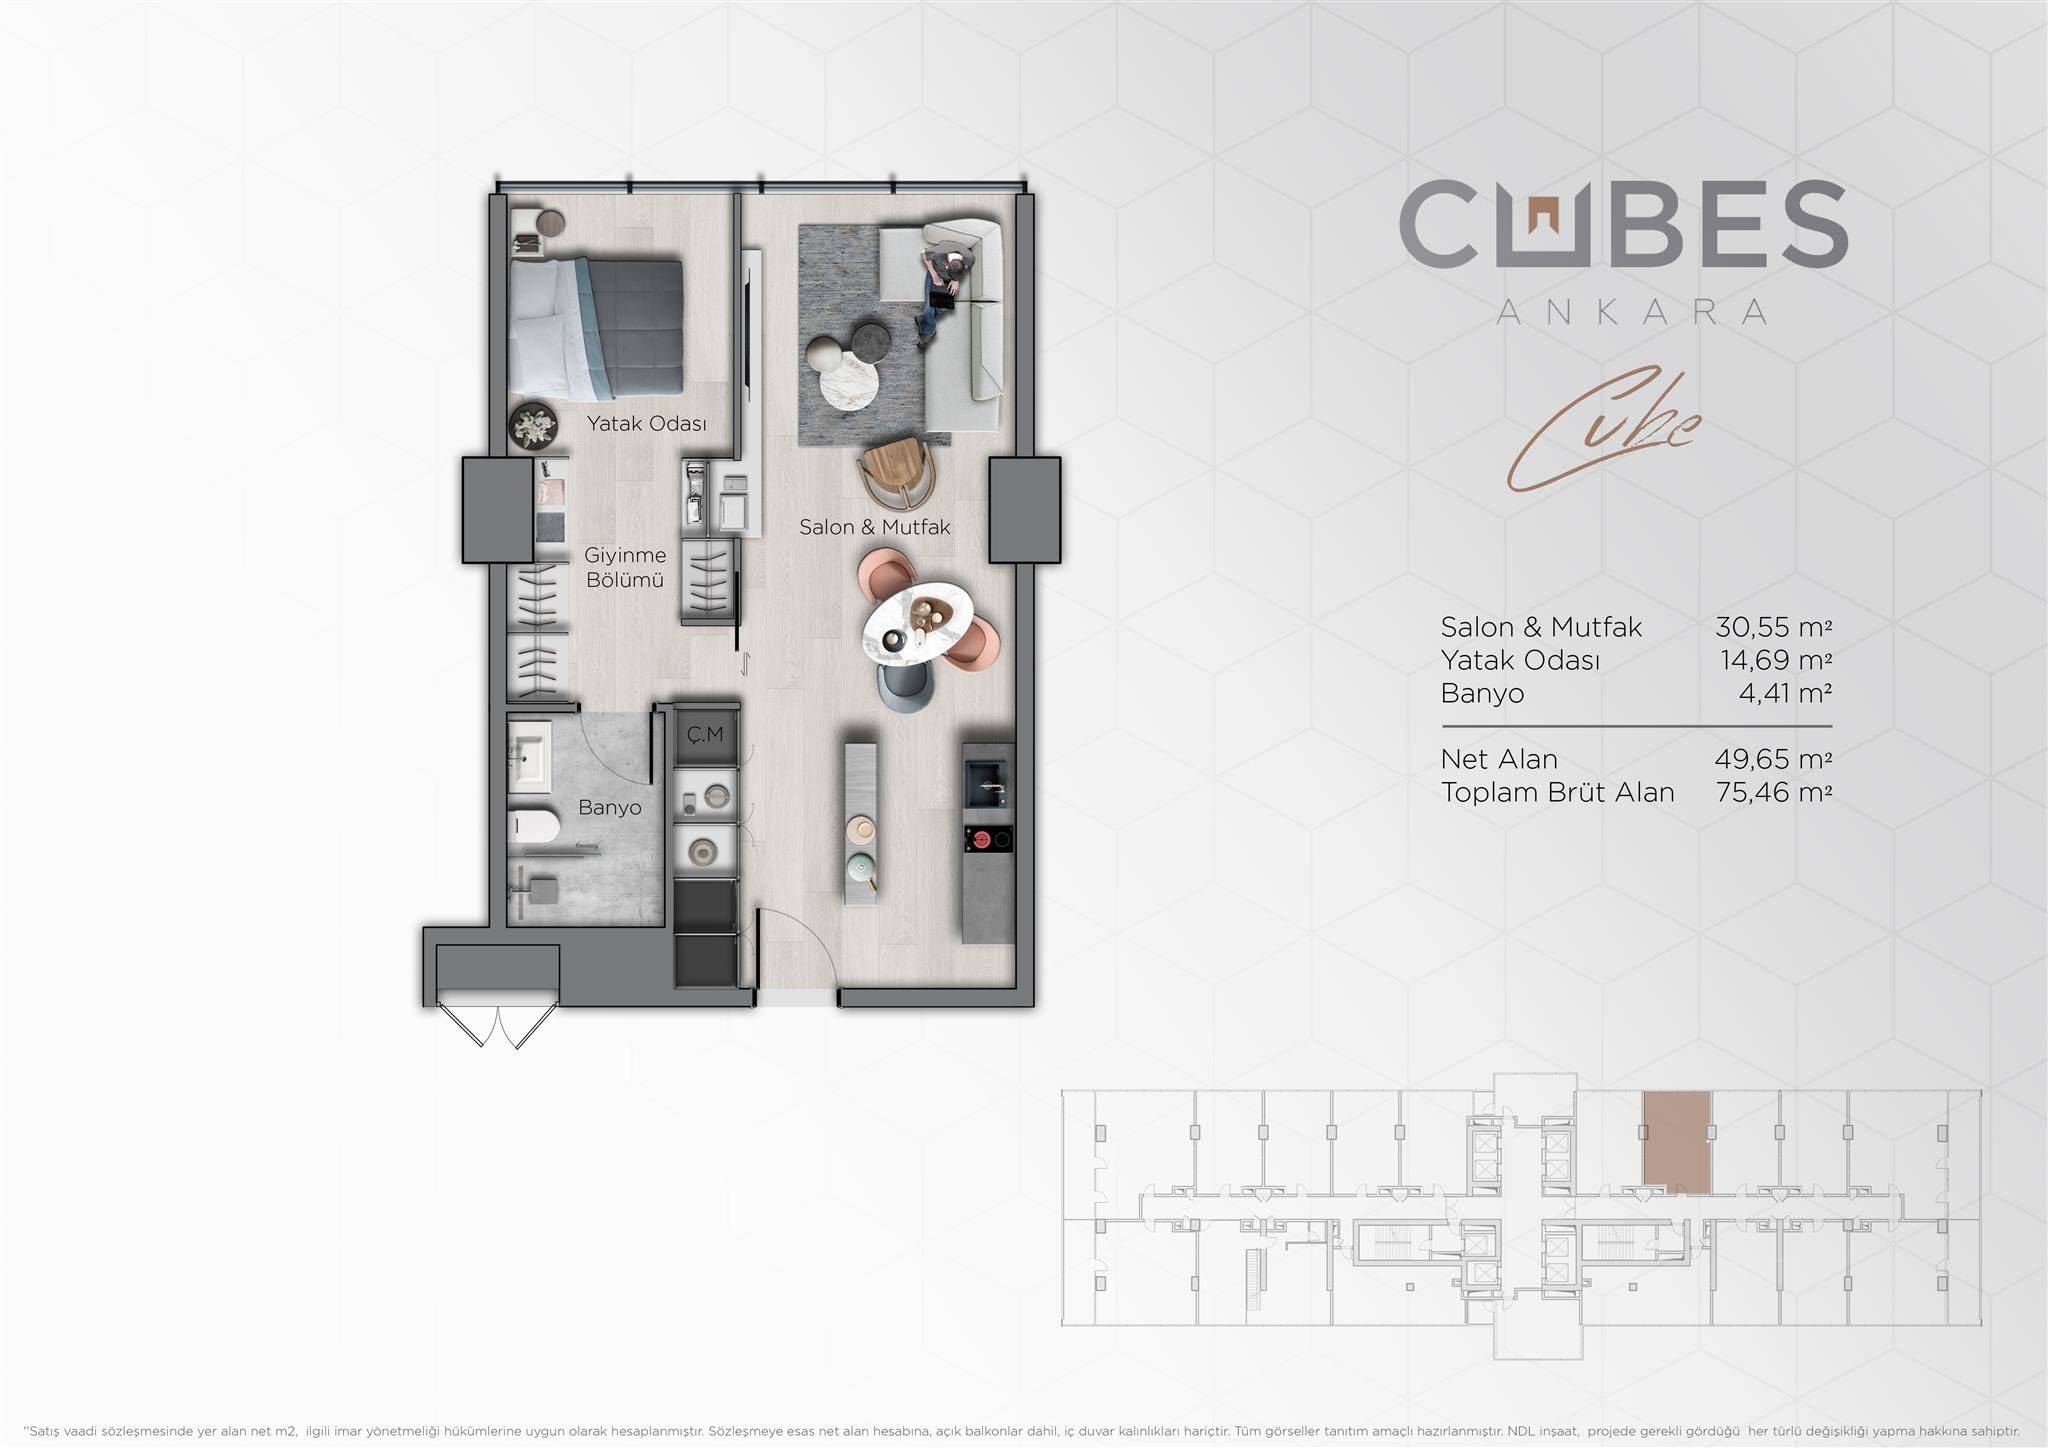 CUBES
ANKARA
Cube
Yatak Odası
Salon & Mutfak
Giyinme
Bölümü
Ç.M
Banyo
Salon & Mutfak 30,55 m²
Yatak Odası 14,69 m²
Banyo 4,41 m²
Net Alan 49,65 m²
Toplam Brüt Alan 75,46 m²
"Satış vaadi sözleşmesinde yer alan net m2, ilgili imar yönetmeliği hükümlerine uygun olarak hesaplanmıştır. Sözleşmeye esas net alan hesabına, açık balkonlar dahil, iç duvar kalınlıkları hariçtir. Tüm görseller tanıtım amaçlı hazırlanmıştır. NDL inşaat, projede gerekli gördüğü her türlü değişikliği yapma hakkına sahiptir.